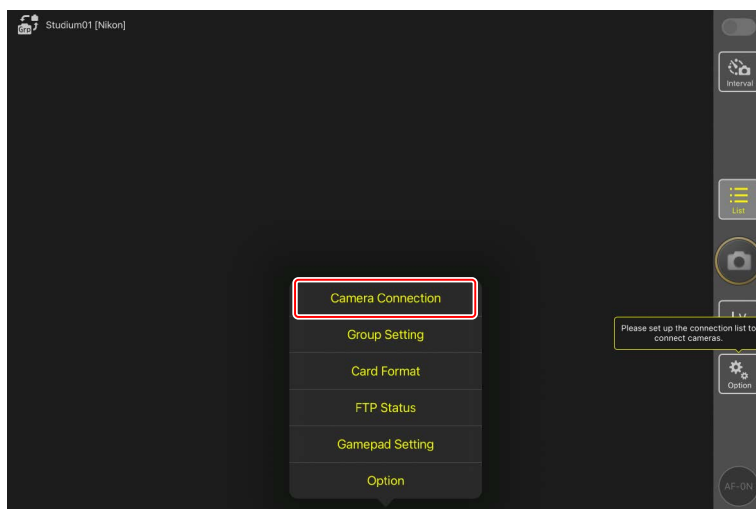 Grp
Studium01 [Nikon]
Interval
List
Camera Connection
Group Setting
Card Format
FTP Status
Gamepad Setting
Option
Please set up the connection list to
connect cameras.
Option
AF-ON